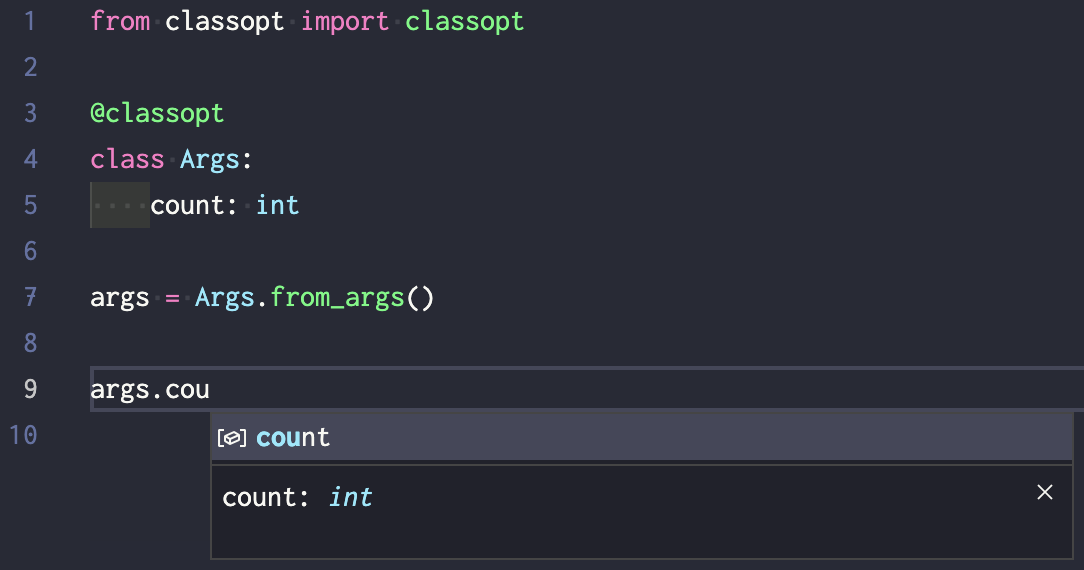 1 from classopt import classopt
2
3 @classopt
4 class Args:
5     count: int
6
7 args = Args.from_args()
8
9 args.cou
10
count
count: int